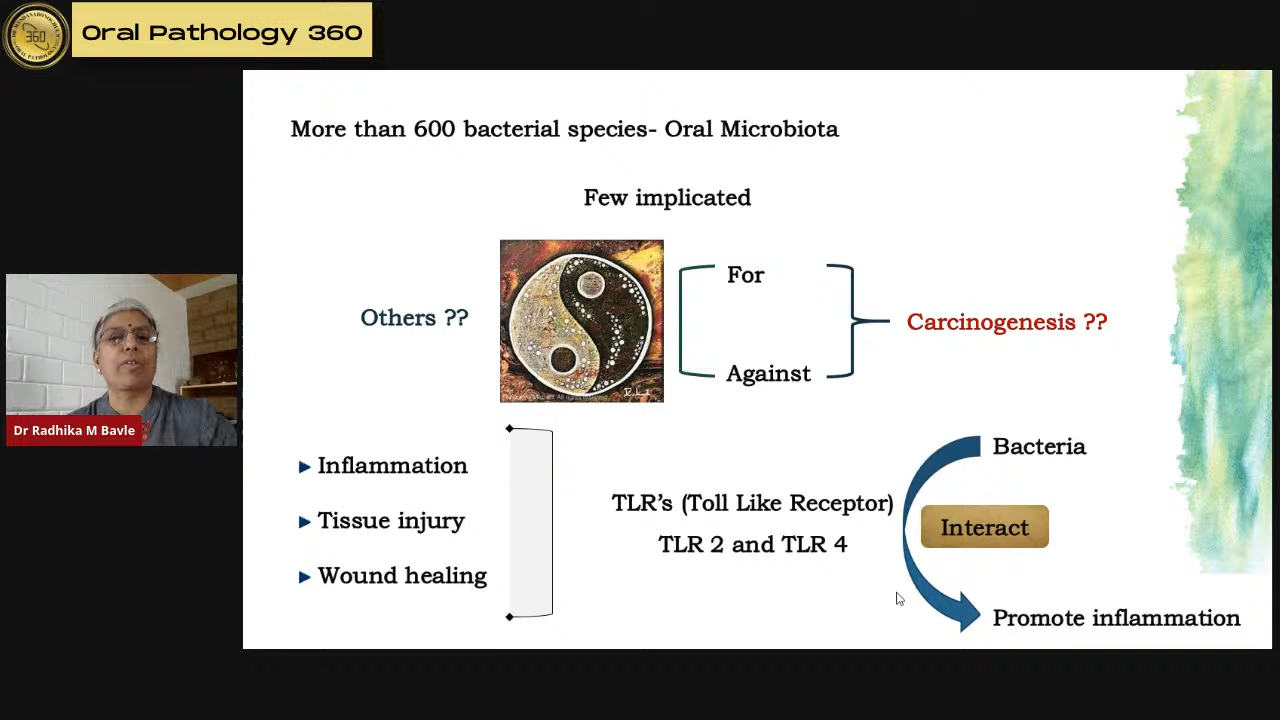 360
Oral Pathology 360
More than 600 bacterial species- Oral Microbiota
Few implicated
For
Others ??
Carcinogenesis ??
Against
Dr Radhika M Bavle
Bacteria
Inflammation
TLR's (Toll Like Receptor)
Tissue injury
Interact
TLR 2 and TLR 4
Wound healing
Promote inflammation